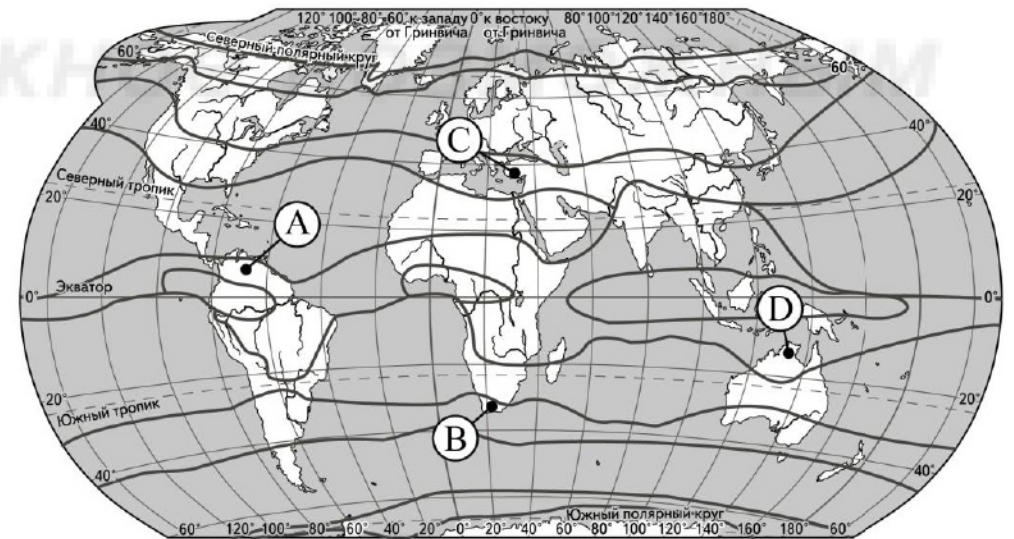 120° 100° 80° 60° к западу 0° к востоку 80° 100° 120° 140° 160° 180°
от Гринвича от Гринвича
Северный полярный круг
60° 60°
40° 40°
C
Северный тропик
20° 20°
A
Экватор
0° 0°
D
20° 20°
Южный тропик
B
40° 40°
Южный полярный круг
60° 120° 100° 80° 60° 40° 20° 0° 20° 40° 60° 80° 100° 120° 140° 160° 180° 60°